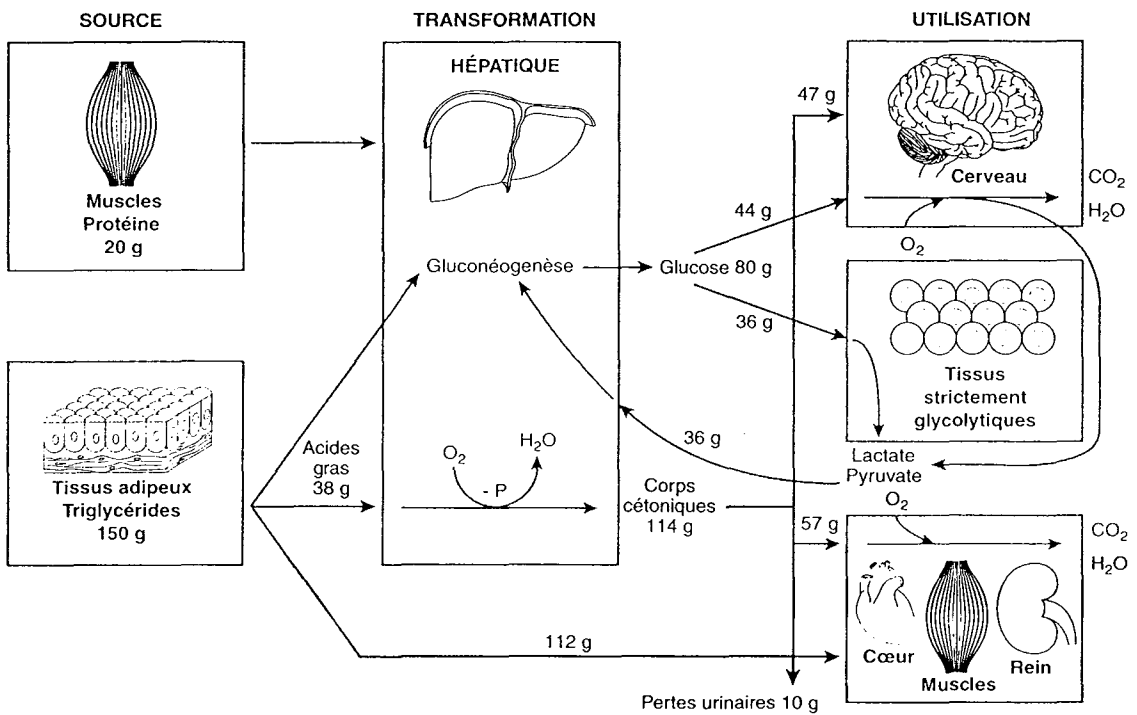 SOURCE
TRANSFORMATION
UTILISATION
Muscles
Protéine
20 g
HÉPATIQUE
Gluconéogenèse
Glucose 80 g
47 g
44 g
36 g
Cerveau
O₂
CO₂
H₂O
Tissus
strictement
glycolytiques
Lactate
Pyruvate
36 g
Tissus adipeux
Triglycérides
150 g
Acides
gras
38 g
O₂
H₂O
- P
Corps
cétoniques
114 g
57 g
112 g
O₂
CO₂
H₂O
Cœur
Muscles
Rein
Pertes urinaires 10 g